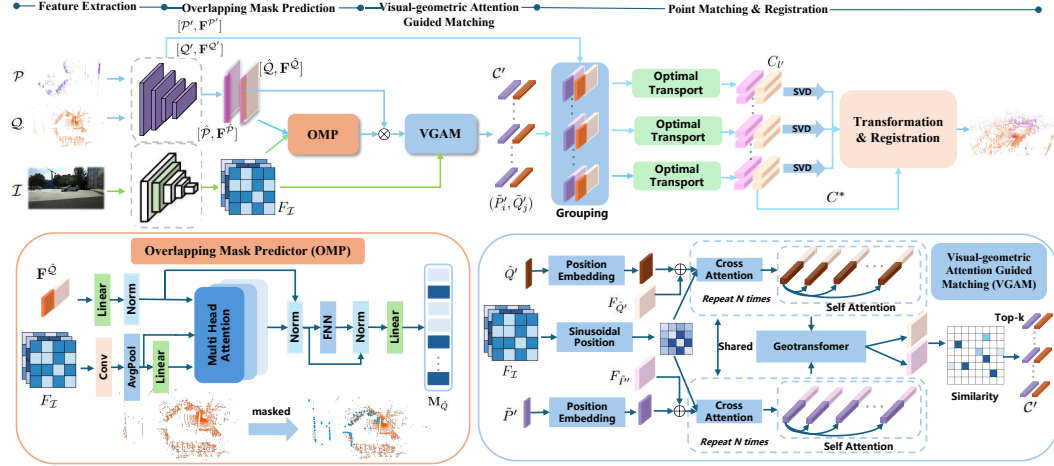 Feature Extraction
Overlapping Mask Prediction
Visual-geometric Attention
Guided Matching
Point Matching & Registration
[𝒫′, F^𝒫′]
[𝒬′, F^𝒬′]
𝒫
𝒬
ℐ
[𝒬̂, F^𝒬̂]
[𝒫̂, F^𝒫̂]
OMP
⊗
VGAM
F_ℐ
𝒞′
(P̃′_i, Q̃′_j)
Grouping
Optimal
Transport
Optimal
Transport
Optimal
Transport
C_l′
SVD
SVD
SVD
Transformation
& Registration
C*
Overlapping Mask Predictor (OMP)
F^𝒬̂
Linear
Norm
Multi Head
Attention
Norm
FNN
Norm
Linear
Conv
AvgPool
Linear
F_ℐ
masked
M_𝒬̂
Visual-geometric
Attention Guided
Matching (VGAM)
Q̃′
Position
Embedding
F_Q̃′
Cross
Attention
Repeat N times
Self Attention
Sinusoidal
Position
F_ℐ
Shared
Geotransfomer
Similarity
Top-k
𝒞′
F_P̃′
P̃′
Position
Embedding
Cross
Attention
Repeat N times
Self Attention